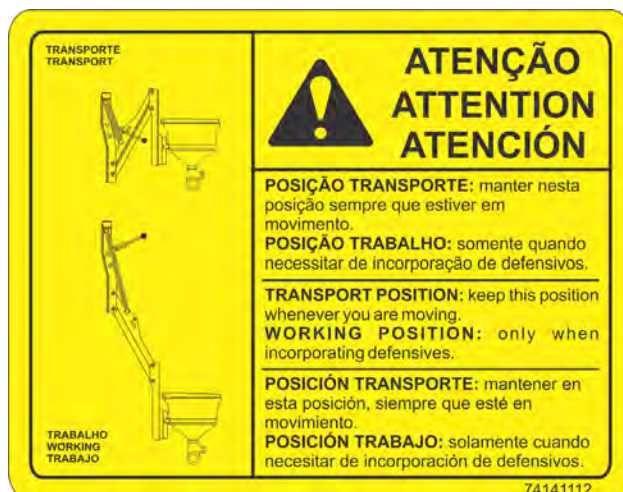 TRANSPORTE
TRANSPORT
TRABALHO
WORKING
TRABAJO
ATENÇÃO
ATTENTION
ATENCIÓN
POSIÇÃO TRANSPORTE: manter nesta
posição sempre que estiver em
movimento.
POSIÇÃO TRABALHO: somente quando
necessitar de incorporação de defensivos.
TRANSPORT POSITION: keep this position
whenever you are moving.
WORKING POSITION: only when
incorporating defensives.
POSICIÓN TRANSPORTE: mantener en
esta posición, siempre que esté en
movimiento.
POSICIÓN TRABAJO: solamente cuando
necesitar de incorporación de defensivos.
74141112